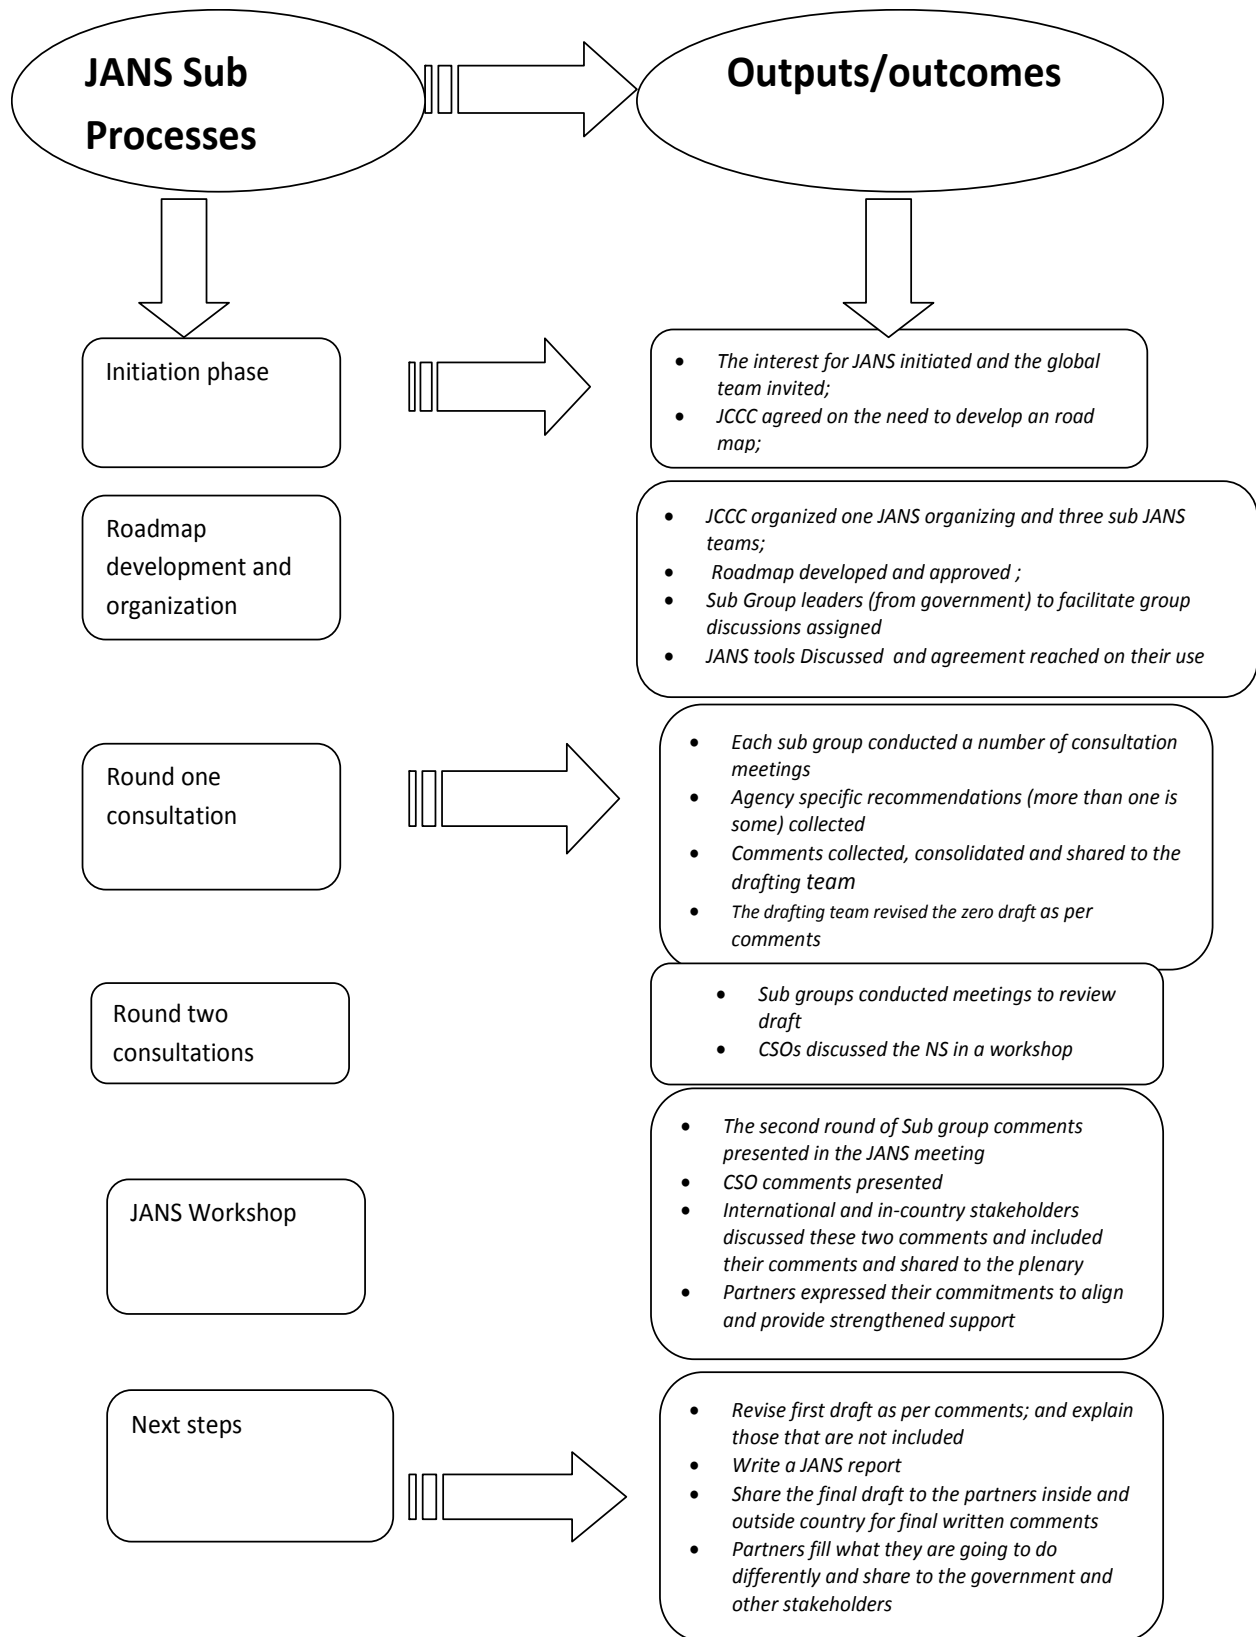 JANS Sub
Processes
Outputs/outcomes
Initiation phase
• The interest for JANS initiated and the global
team invited;
• JCCC agreed on the need to develop an road
map;
Roadmap
development and
organization
• JCCC organized one JANS organizing and three sub JANS
teams;
• Roadmap developed and approved ;
• Sub Group leaders (from government) to facilitate group
discussions assigned
• JANS tools Discussed and agreement reached on their use
Round one
consultation
• Each sub group conducted a number of consultation
meetings
• Agency specific recommendations (more than one is
some) collected
• Comments collected, consolidated and shared to the
drafting team
• The drafting team revised the zero draft as per
comments
Round two
consultations
• Sub groups conducted meetings to review
draft
• CSOs discussed the NS in a workshop
JANS Workshop
• The second round of Sub group comments
presented in the JANS meeting
• CSO comments presented
• International and in-country stakeholders
discussed these two comments and included
their comments and shared to the plenary
• Partners expressed their commitments to align
and provide strengthened support
Next steps
• Revise first draft as per comments; and explain
those that are not included
• Write a JANS report
• Share the final draft to the partners inside and
outside country for final written comments
• Partners fill what they are going to do
differently and share to the government and
other stakeholders